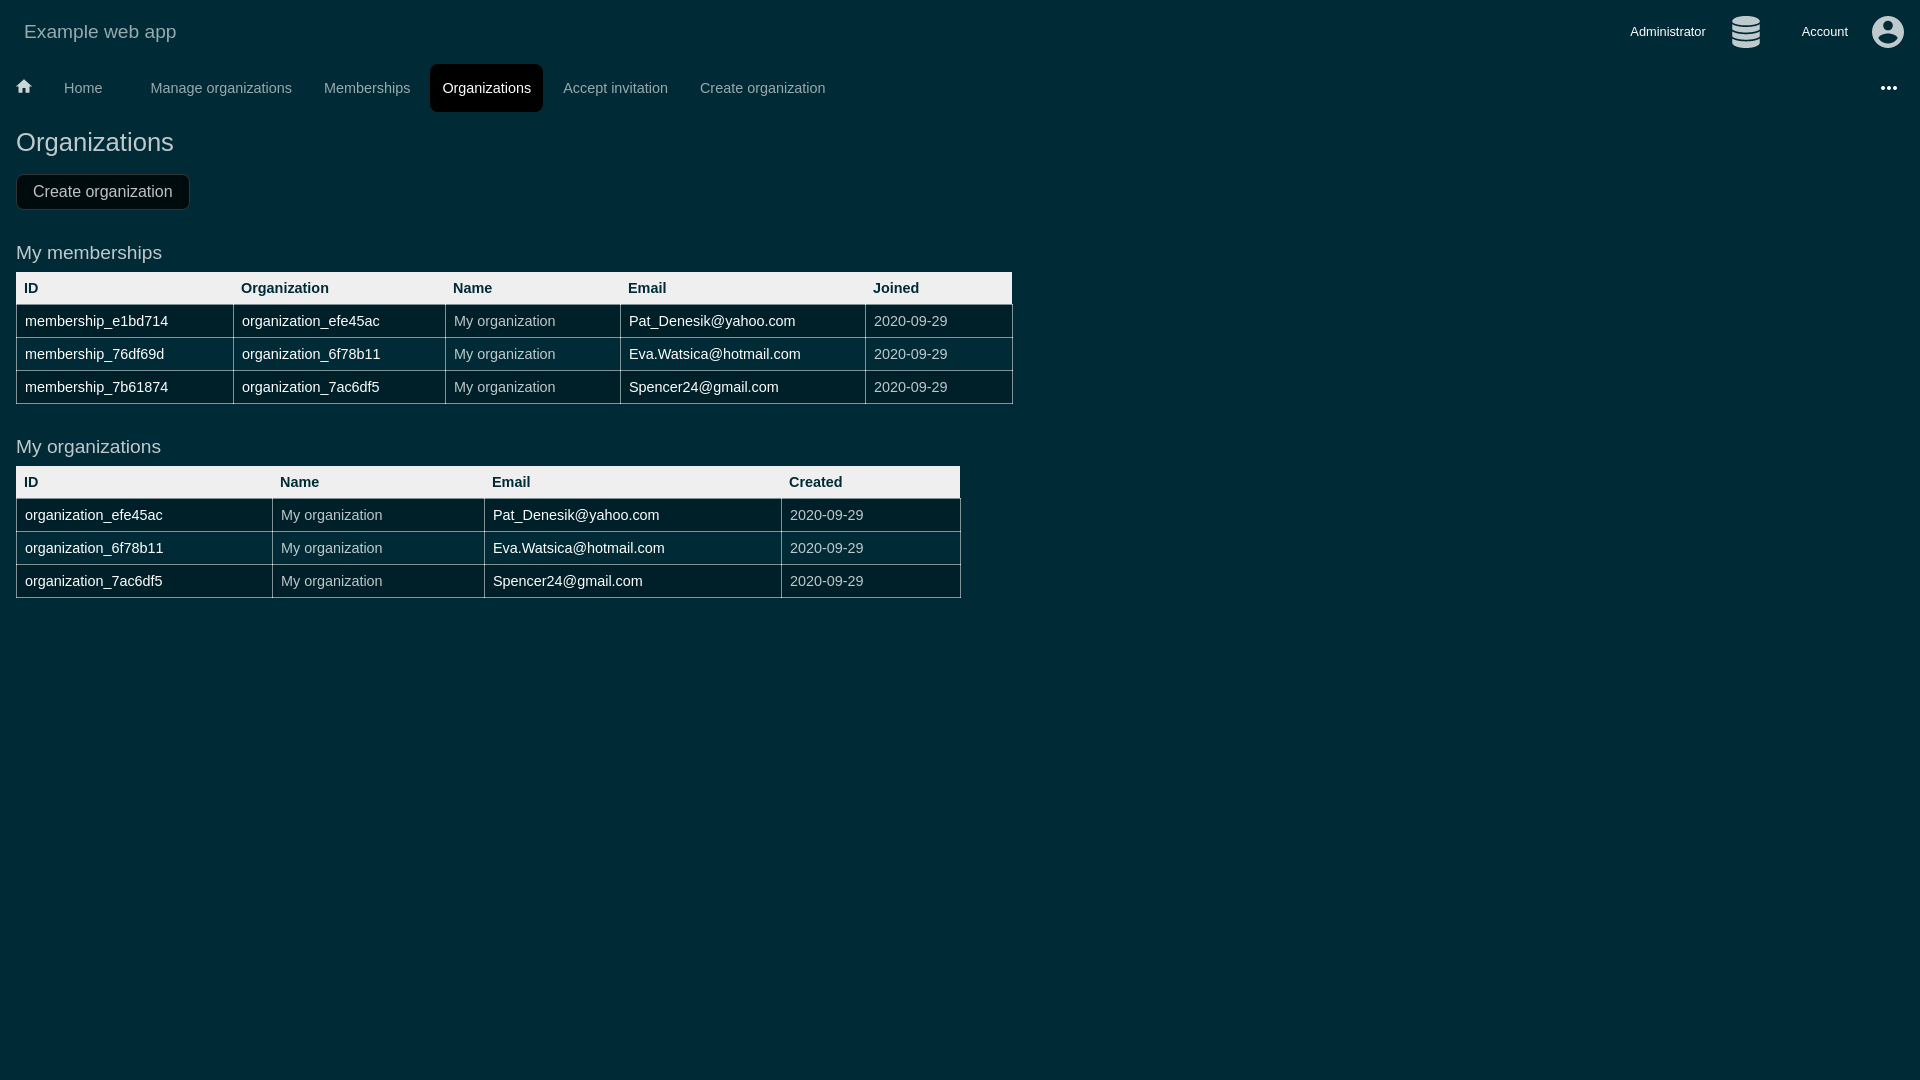 Example web app
Administrator
Account
Home
Manage organizations
Memberships
Organizations
Accept invitation
Create organization
Organizations
Create organization
My memberships
ID Organization Name Email Joined
membership_e1bd714 organization_efe45ac My organization Pat_Denesik@yahoo.com 2020-09-29
membership_76df69d organization_6f78b11 My organization Eva.Watsica@hotmail.com 2020-09-29
membership_7b61874 organization_7ac6df5 My organization Spencer24@gmail.com 2020-09-29
My organizations
ID Name Email Created
organization_efe45ac My organization Pat_Denesik@yahoo.com 2020-09-29
organization_6f78b11 My organization Eva.Watsica@hotmail.com 2020-09-29
organization_7ac6df5 My organization Spencer24@gmail.com 2020-09-29